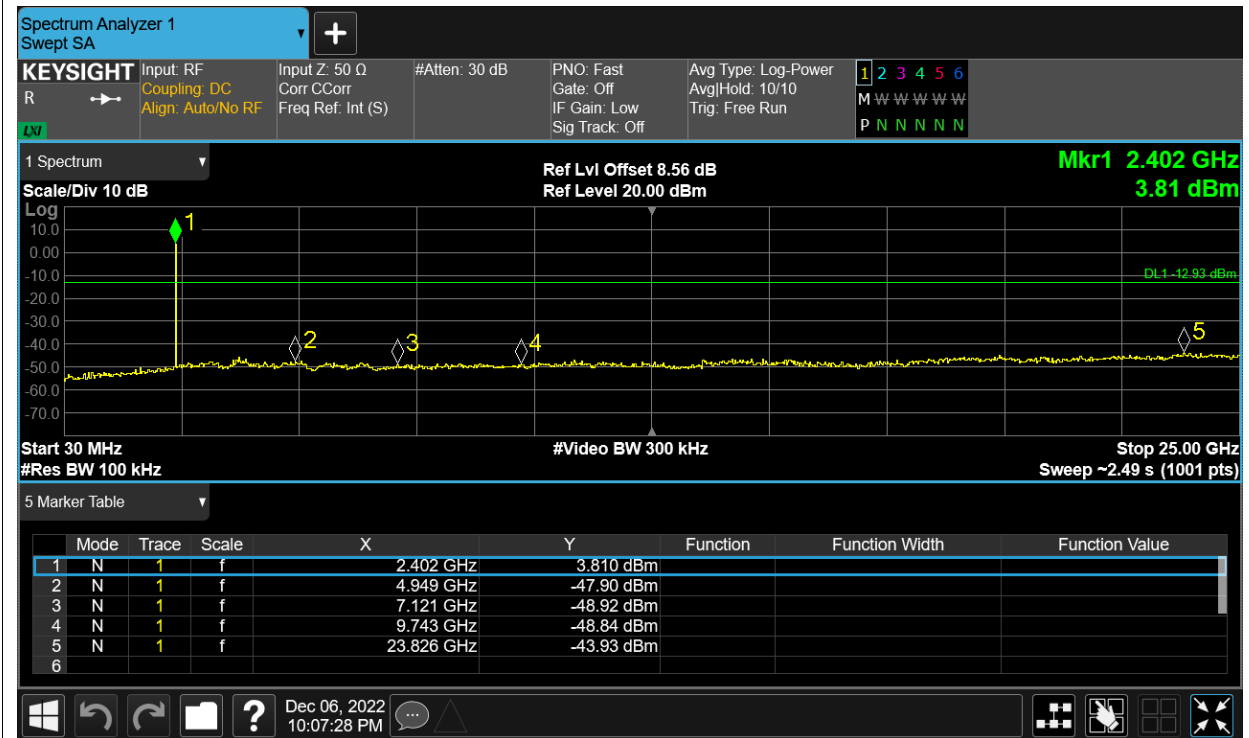 Spectrum Analyzer 1
Swept SA
+
KEYSIGHT
R
LXI
Input: RF
Coupling: DC
Align: Auto/No RF
Input Z: 50 Ω
Corr CCorr
Freq Ref: Int (S)
#Atten: 30 dB
PNO: Fast
Gate: Off
IF Gain: Low
Sig Track: Off
Avg Type: Log-Power
Avg|Hold: 10/10
Trig: Free Run
1 2 3 4 5 6
M W W W W W
P N N N N N
1 Spectrum
Scale/Div 10 dB
Ref Lvl Offset 8.56 dB
Ref Level 20.00 dBm
Mkr1 2.402 GHz
3.81 dBm
Log
10.0
0.00
-10.0
-20.0
-30.0
-40.0
-50.0
-60.0
-70.0
1
2
3
4
5
DL1 -12.93 dBm
Start 30 MHz
#Res BW 100 kHz
#Video BW 300 kHz
Stop 25.00 GHz
Sweep ~2.49 s (1001 pts)
5 Marker Table
Mode Trace Scale X Y Function Function Width Function Value
1 N 1 f 2.402 GHz 3.810 dBm
2 N 1 f 4.949 GHz -47.90 dBm
3 N 1 f 7.121 GHz -48.92 dBm
4 N 1 f 9.743 GHz -48.84 dBm
5 N 1 f 23.826 GHz -43.93 dBm
6
?
Dec 06, 2022
10:07:28 PM